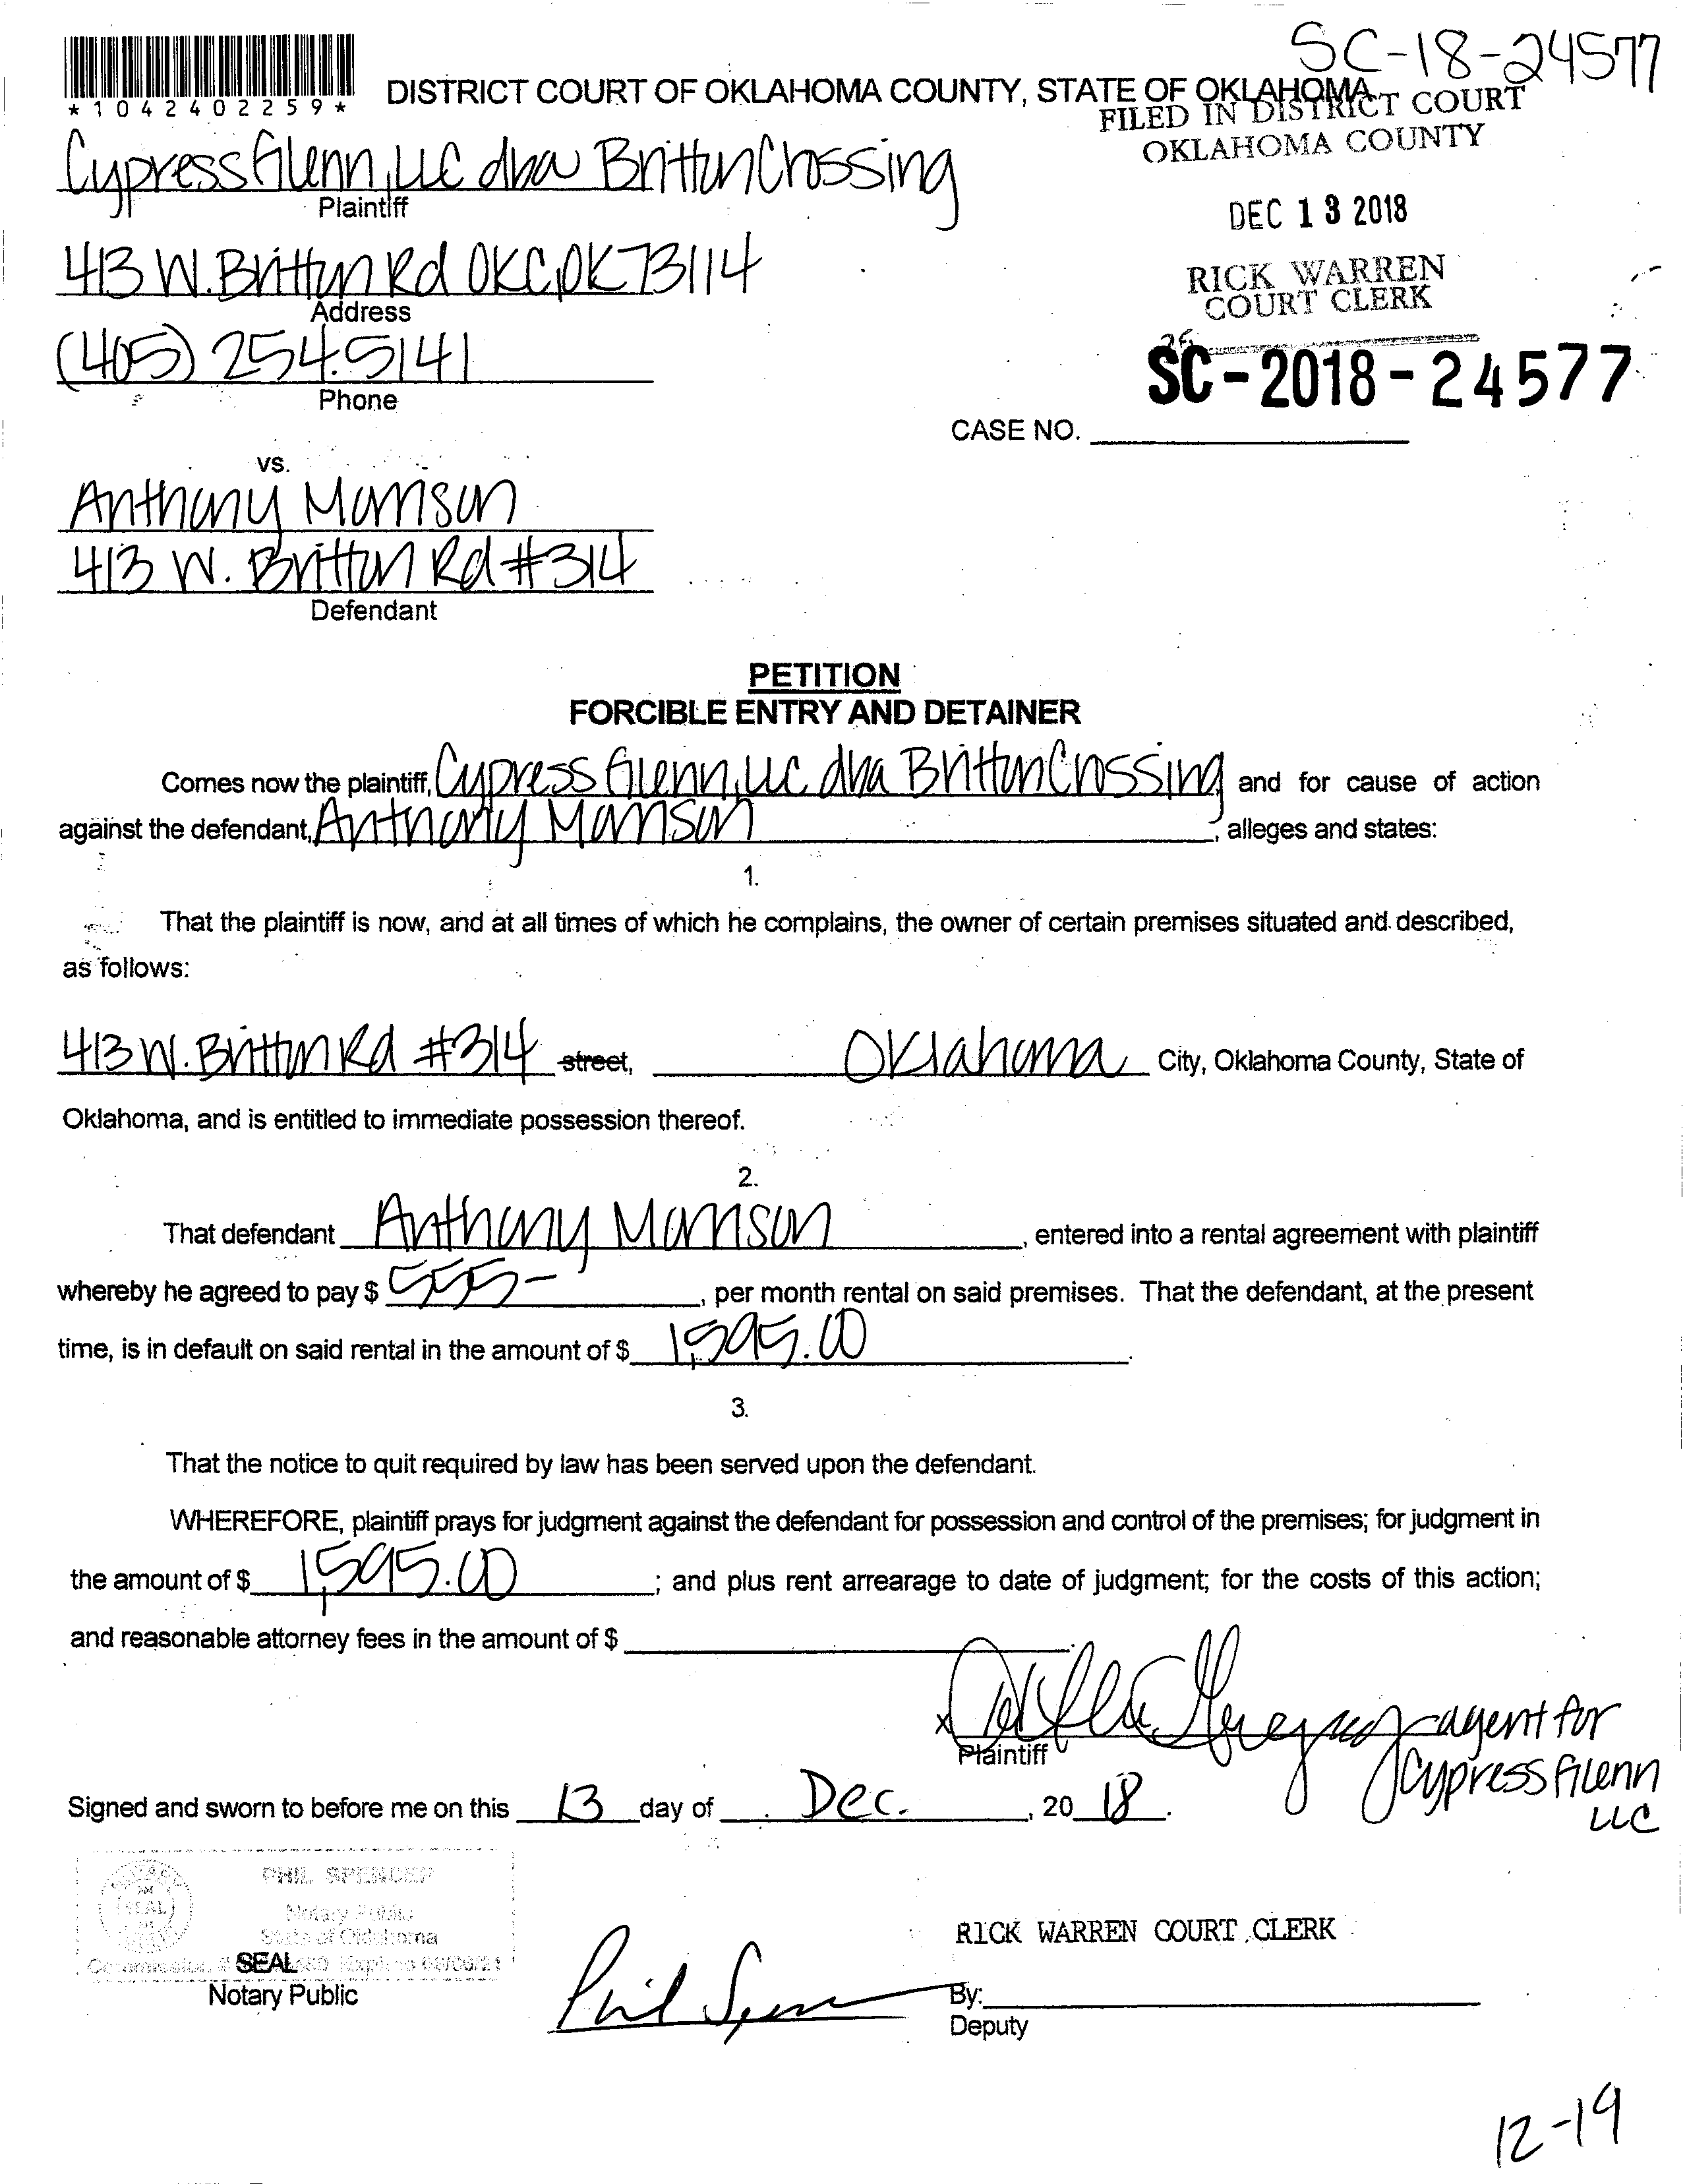 SC-18-24577
*1042402259*
DISTRICT COURT OF OKLAHOMA COUNTY, STATE OF OKLAHOMA
FILED IN DISTRICT COURT
OKLAHOMA COUNTY
Cypress Glenn, LLC dba Britton Crossing
Plaintiff
DEC 13 2018
413 W. Britton Rd OKC, OK 73114
Address
RICK WARREN
COURT CLERK
(405) 254.5141
Phone
SC-2018-24577
CASE NO.
vs.
Anthony Morrison
413 W. Britton Rd #314
Defendant
PETITION
FORCIBLE ENTRY AND DETAINER
Comes now the plaintiff, Cypress Glenn, LLC dba Britton Crossing and for cause of action
against the defendant, Anthony Morrison, alleges and states:
1.
That the plaintiff is now, and at all times of which he complains, the owner of certain premises situated and described,
as follows:
413 W. Britton Rd #314 street, Oklahoma City, Oklahoma County, State of
Oklahoma, and is entitled to immediate possession thereof.
2.
That defendant Anthony Morrison, entered into a rental agreement with plaintiff
whereby he agreed to pay $ 555-, per month rental on said premises. That the defendant, at the present
time, is in default on said rental in the amount of $ 1,595.00.
3.
That the notice to quit required by law has been served upon the defendant.
WHEREFORE, plaintiff prays for judgment against the defendant for possession and control of the premises; for judgment in
the amount of $ 1,595.00; and plus rent arrearage to date of judgment; for the costs of this action;
and reasonable attorney fees in the amount of $
x - agent for
Plaintiff
Cypress Glenn
LLC
Signed and sworn to before me on this 13 day of Dec., 2018.
PHIL SPENCER
Notary Public
State of Oklahoma
SEAL
Notary Public
Phil Spencer
RICK WARREN COURT CLERK
By:
Deputy
12-19